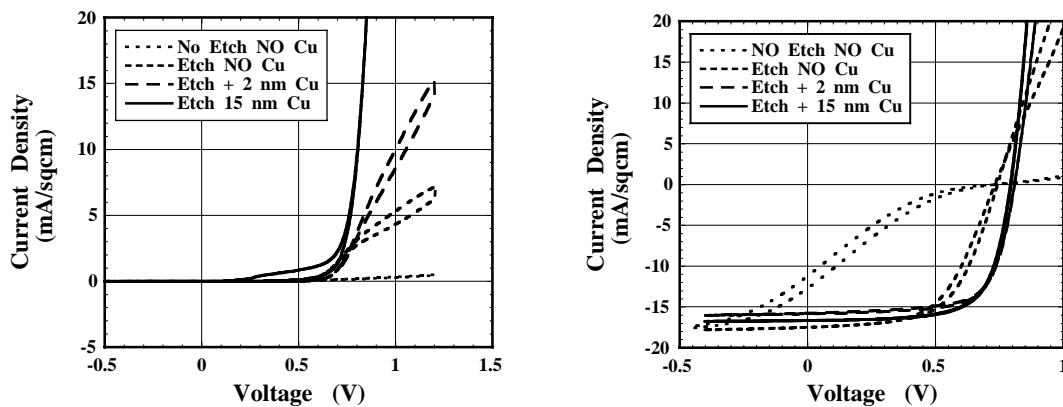 20
15
10
5
0
-5
-0.5
0
0.5
1
1.5
Current Density
(mA/sqcm)
Voltage (V)
No Etch NO Cu
Etch NO Cu
Etch + 2 nm Cu
Etch 15 nm Cu
20
15
10
5
0
-5
-10
-15
-20
-0.5
0
0.5
1
Current Density
(mA/sqcm)
Voltage (V)
NO Etch NO Cu
Etch NO Cu
Etch + 2 nm Cu
Etch + 15 nm Cu